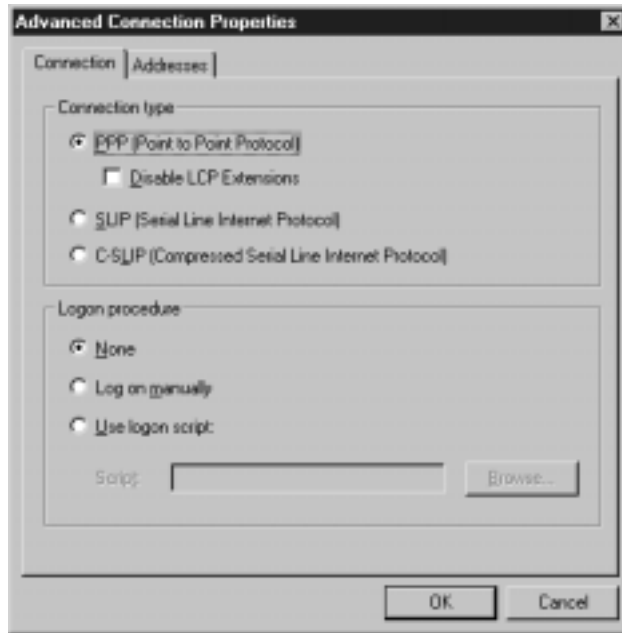 Advanced Connection Properties
Connection
Addresses
Connection type
PPP (Point to Point Protocol)
Disable LCP Extensions
SLIP (Serial Line Internet Protocol)
C-SLIP (Compressed Serial Line Internet Protocol)
Logon procedure
None
Log on manually
Use logon script:
Script:
Browse...
OK
Cancel